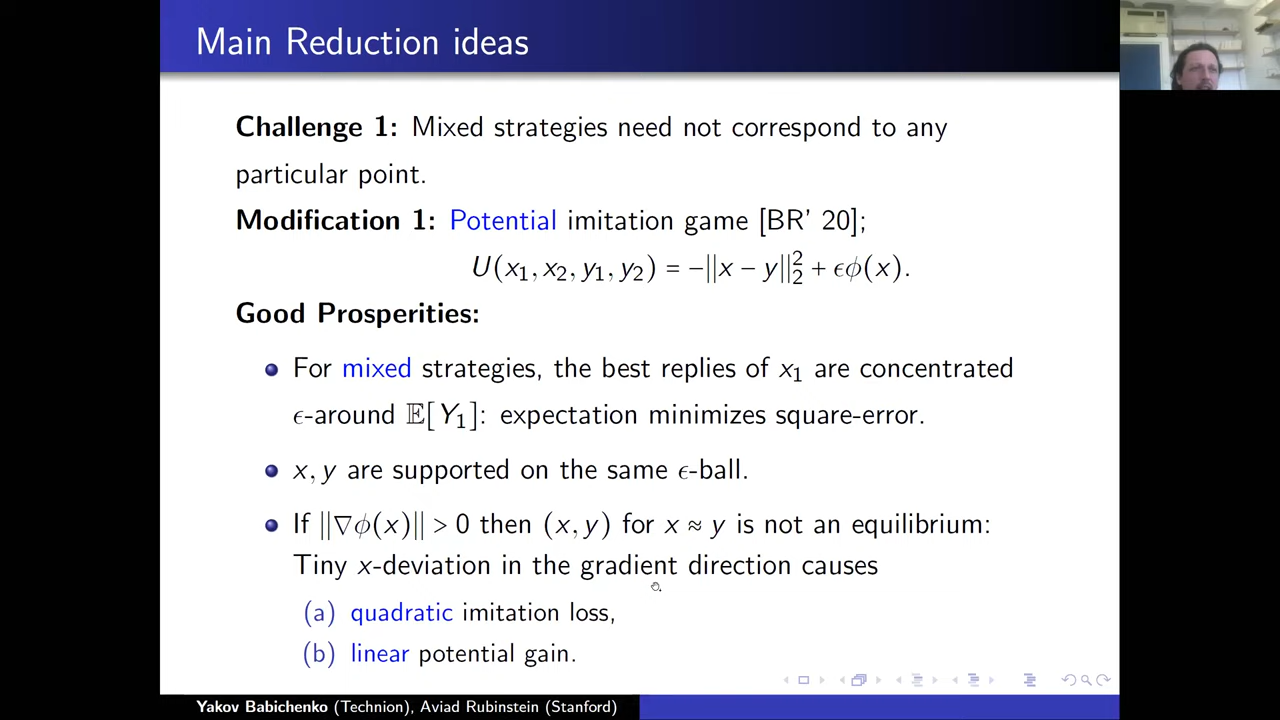 Main Reduction ideas
Challenge 1: Mixed strategies need not correspond to any
particular point.
Modification 1: Potential imitation game [BR' 20];
U(x₁, x₂, y₁, y₂) = −||x − y||₂² + ϵϕ(x).
Good Prosperities:
For mixed strategies, the best replies of x₁ are concentrated
ϵ-around 𝔼[Y₁]: expectation minimizes square-error.
x, y are supported on the same ϵ-ball.
If ||∇ϕ(x)|| > 0 then (x, y) for x ≈ y is not an equilibrium:
Tiny x-deviation in the gradient direction causes
(a) quadratic imitation loss,
(b) linear potential gain.
Yakov Babichenko (Technion), Aviad Rubinstein (Stanford)